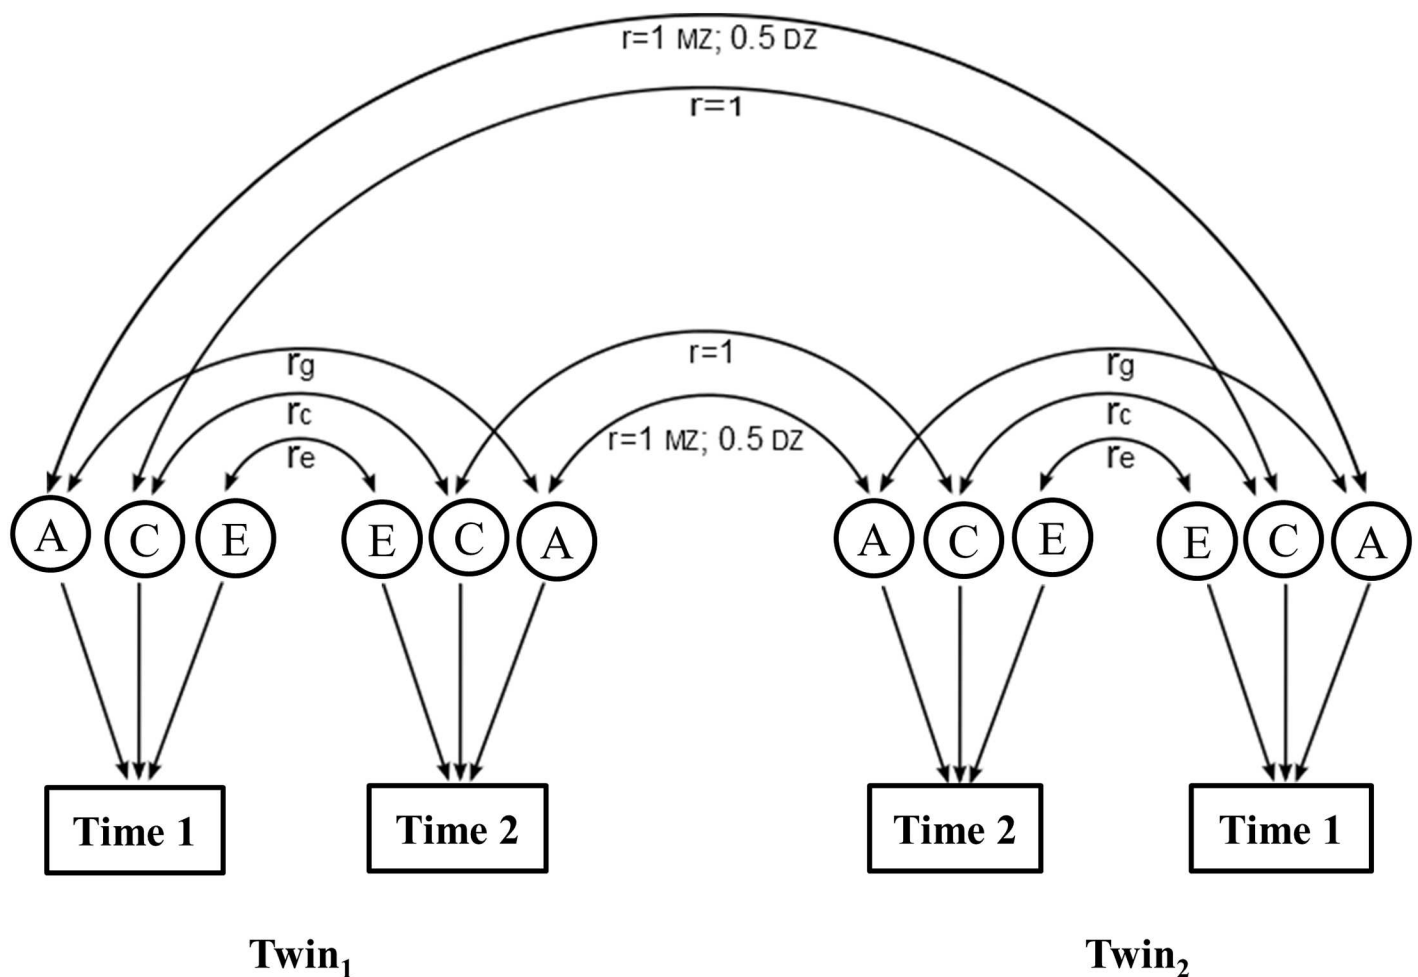 r=1 MZ; 0.5 DZ
r=1
rg
r=1
rg
rc
rc
r=1 MZ; 0.5 DZ
re
re
A C E E C A A C E E C A
Time 1 Time 2 Time 2 Time 1
Twin1 Twin2